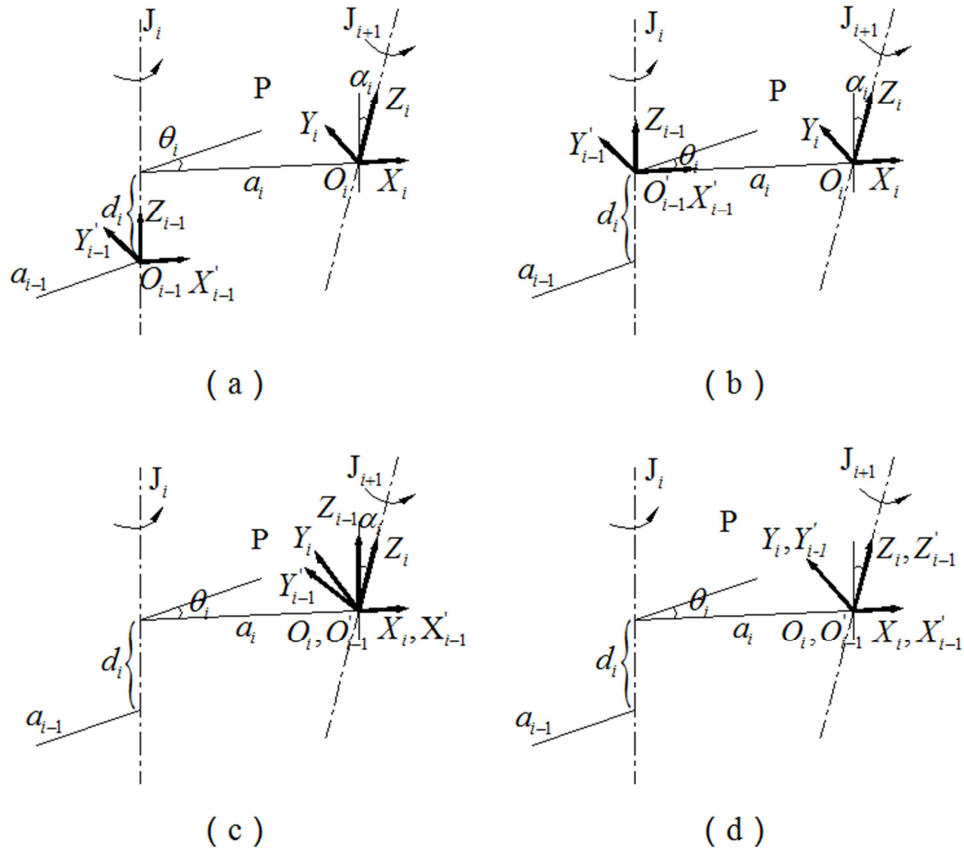 J_i J_{i+1}
P α_i Z_i
Y_i
θ_i
a_i O_i X_i
d_i Z_{i-1}
Y'_{i-1}
a_{i-1} O_{i-1} X'_{i-1}
( a )
J_i J_{i+1}
P α_i Z_i
Z_{i-1} Y_i
Y'_{i-1} θ_i
O'_{i-1} X'_{i-1} a_i O_i X_i
d_i
a_{i-1}
( b )
J_i J_{i+1}
Z_{i-1} α_i
P Y_i Z_i
Y'_{i-1}
θ_i
a_i O_i, O'_{i-1} X_i, X'_{i-1}
d_i
a_{i-1}
( c )
J_i J_{i+1}
P Y_i, Y'_{i-1} Z_i, Z'_{i-1}
θ_i
a_i O_i, O'_{i-1} X_i, X'_{i-1}
d_i
a_{i-1}
( d )